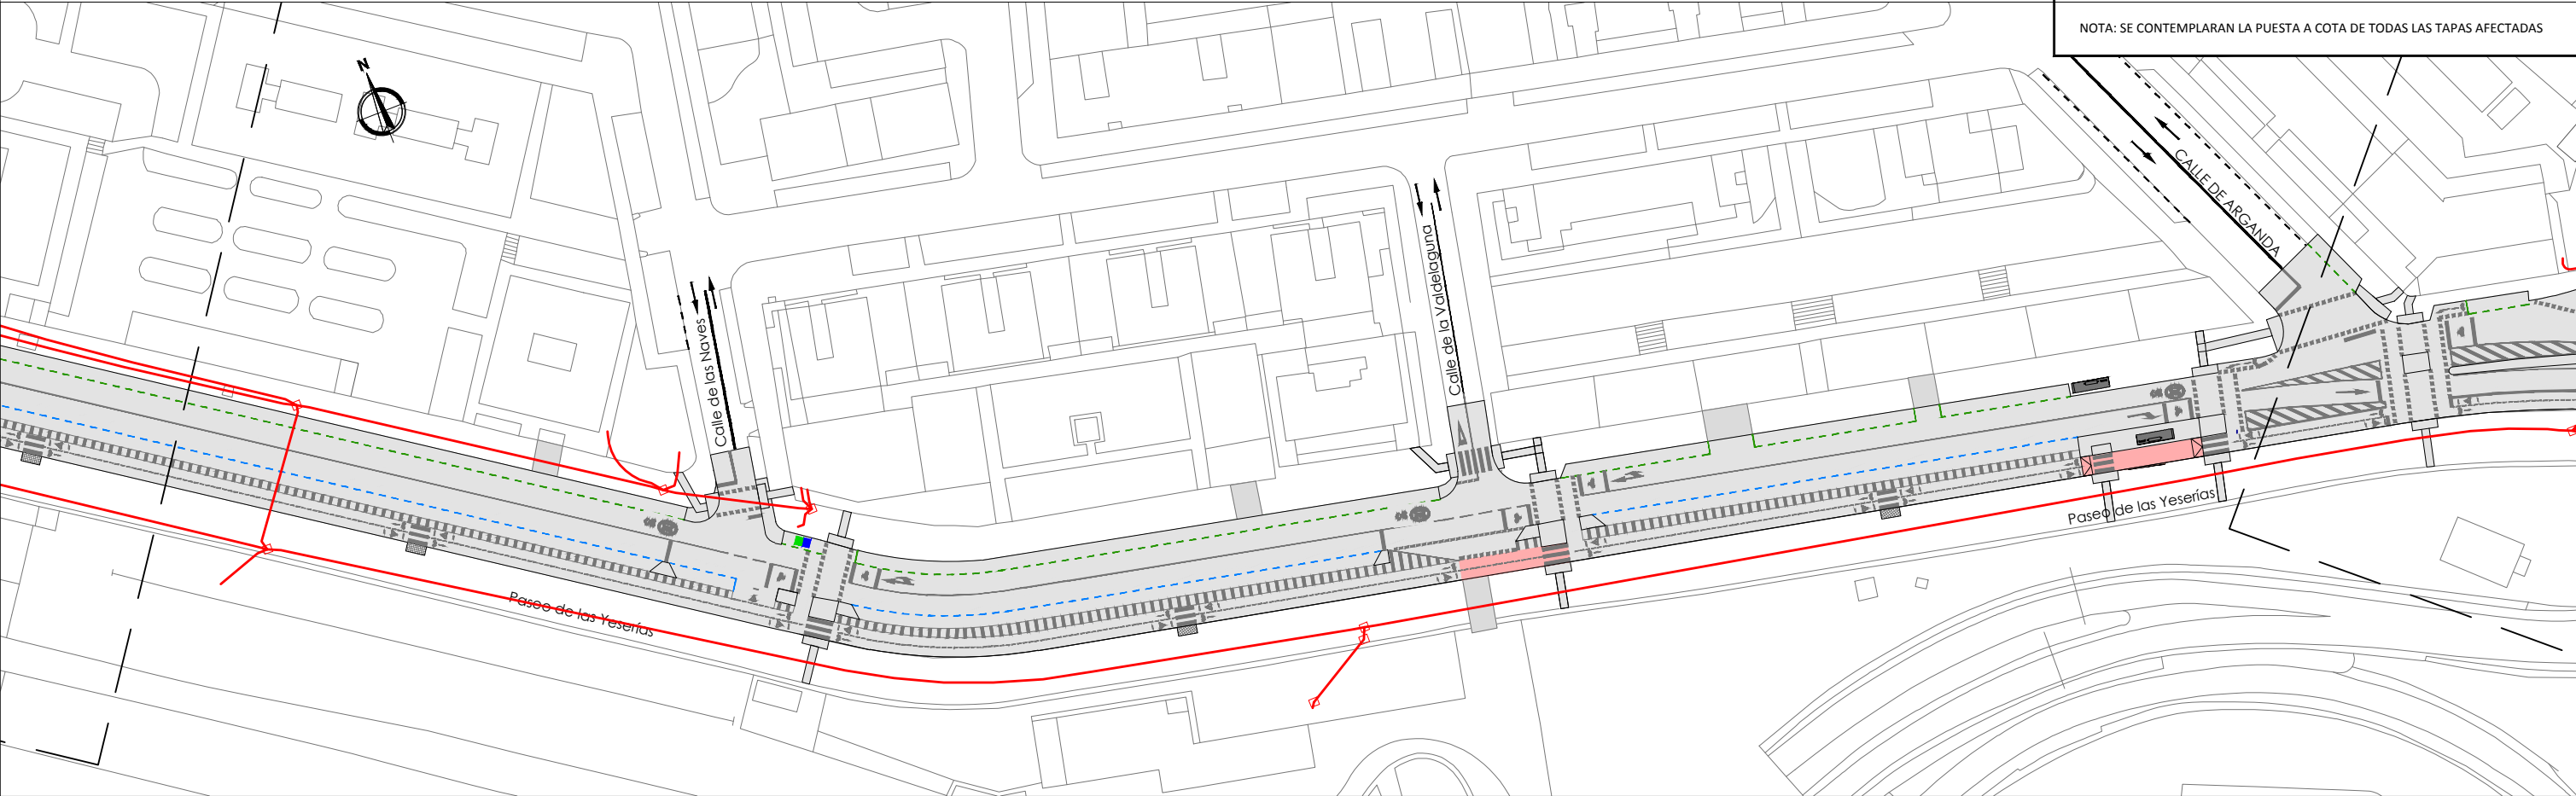 NOTA: SE CONTEMPLARAN LA PUESTA A COTA DE TODAS LAS TAPAS AFECTADAS
N
CALLE DE ARGANDA
Calle de la Valdelaguna
Calle de las Naves
Paseo de las Yeserías
Paseo de las Yeserías